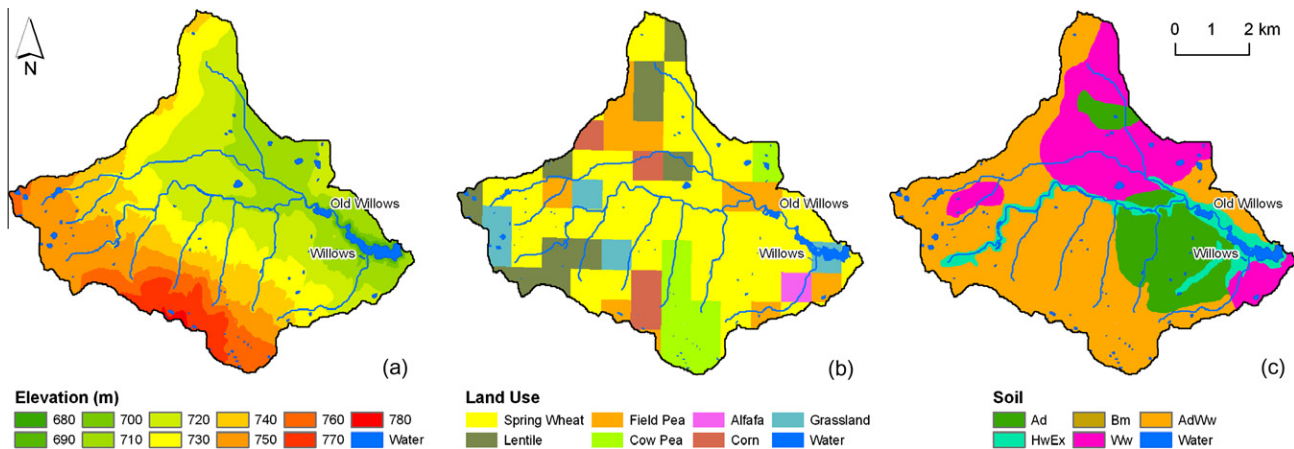 N
0 1 2 km
Old Willows
Willows
(a)
Old Willows
Willows
(b)
Old Willows
Willows
(c)
Elevation (m)
680 700 720 740 760 780
690 710 730 750 770 Water
Land Use
Spring Wheat Field Pea Alfafa Grassland
Lentile Cow Pea Corn Water
Soil
Ad Bm AdWw
HwEx Ww Water